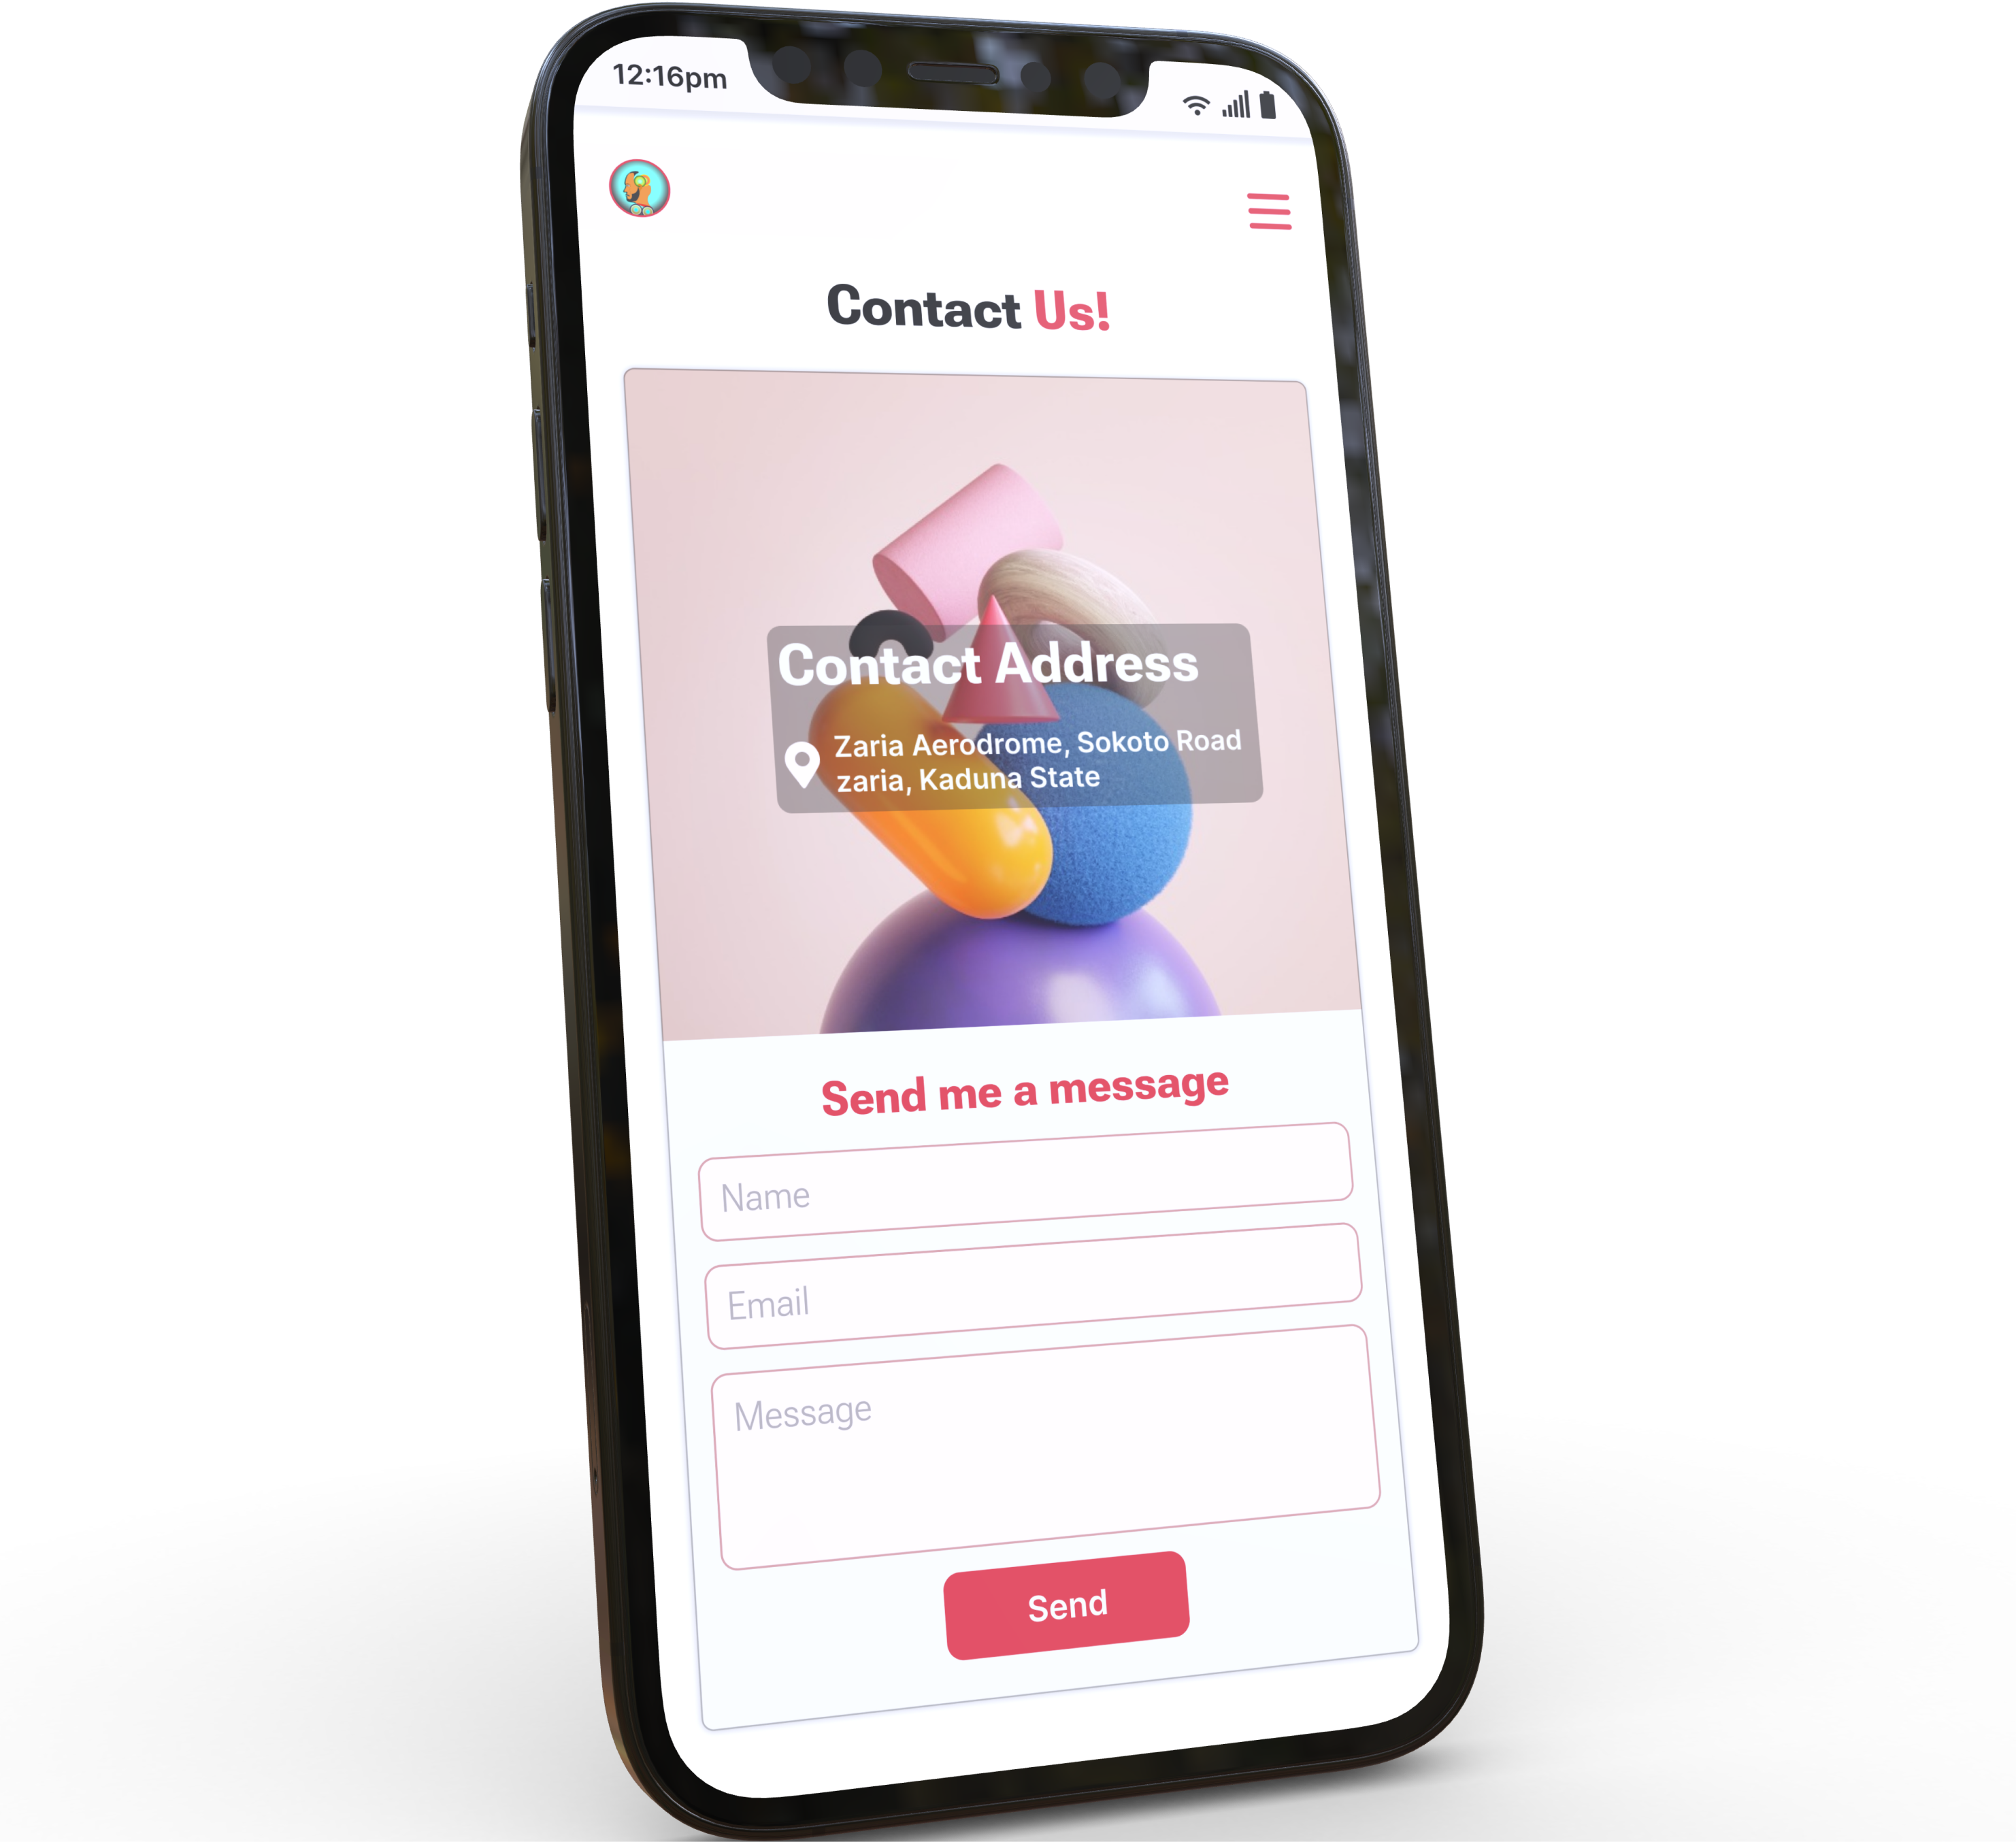 12:16pm
Contact Us!
Contact Address
Zaria Aerodrome, Sokoto Road
zaria, Kaduna State
Send me a message
Name
Email
Message
Send